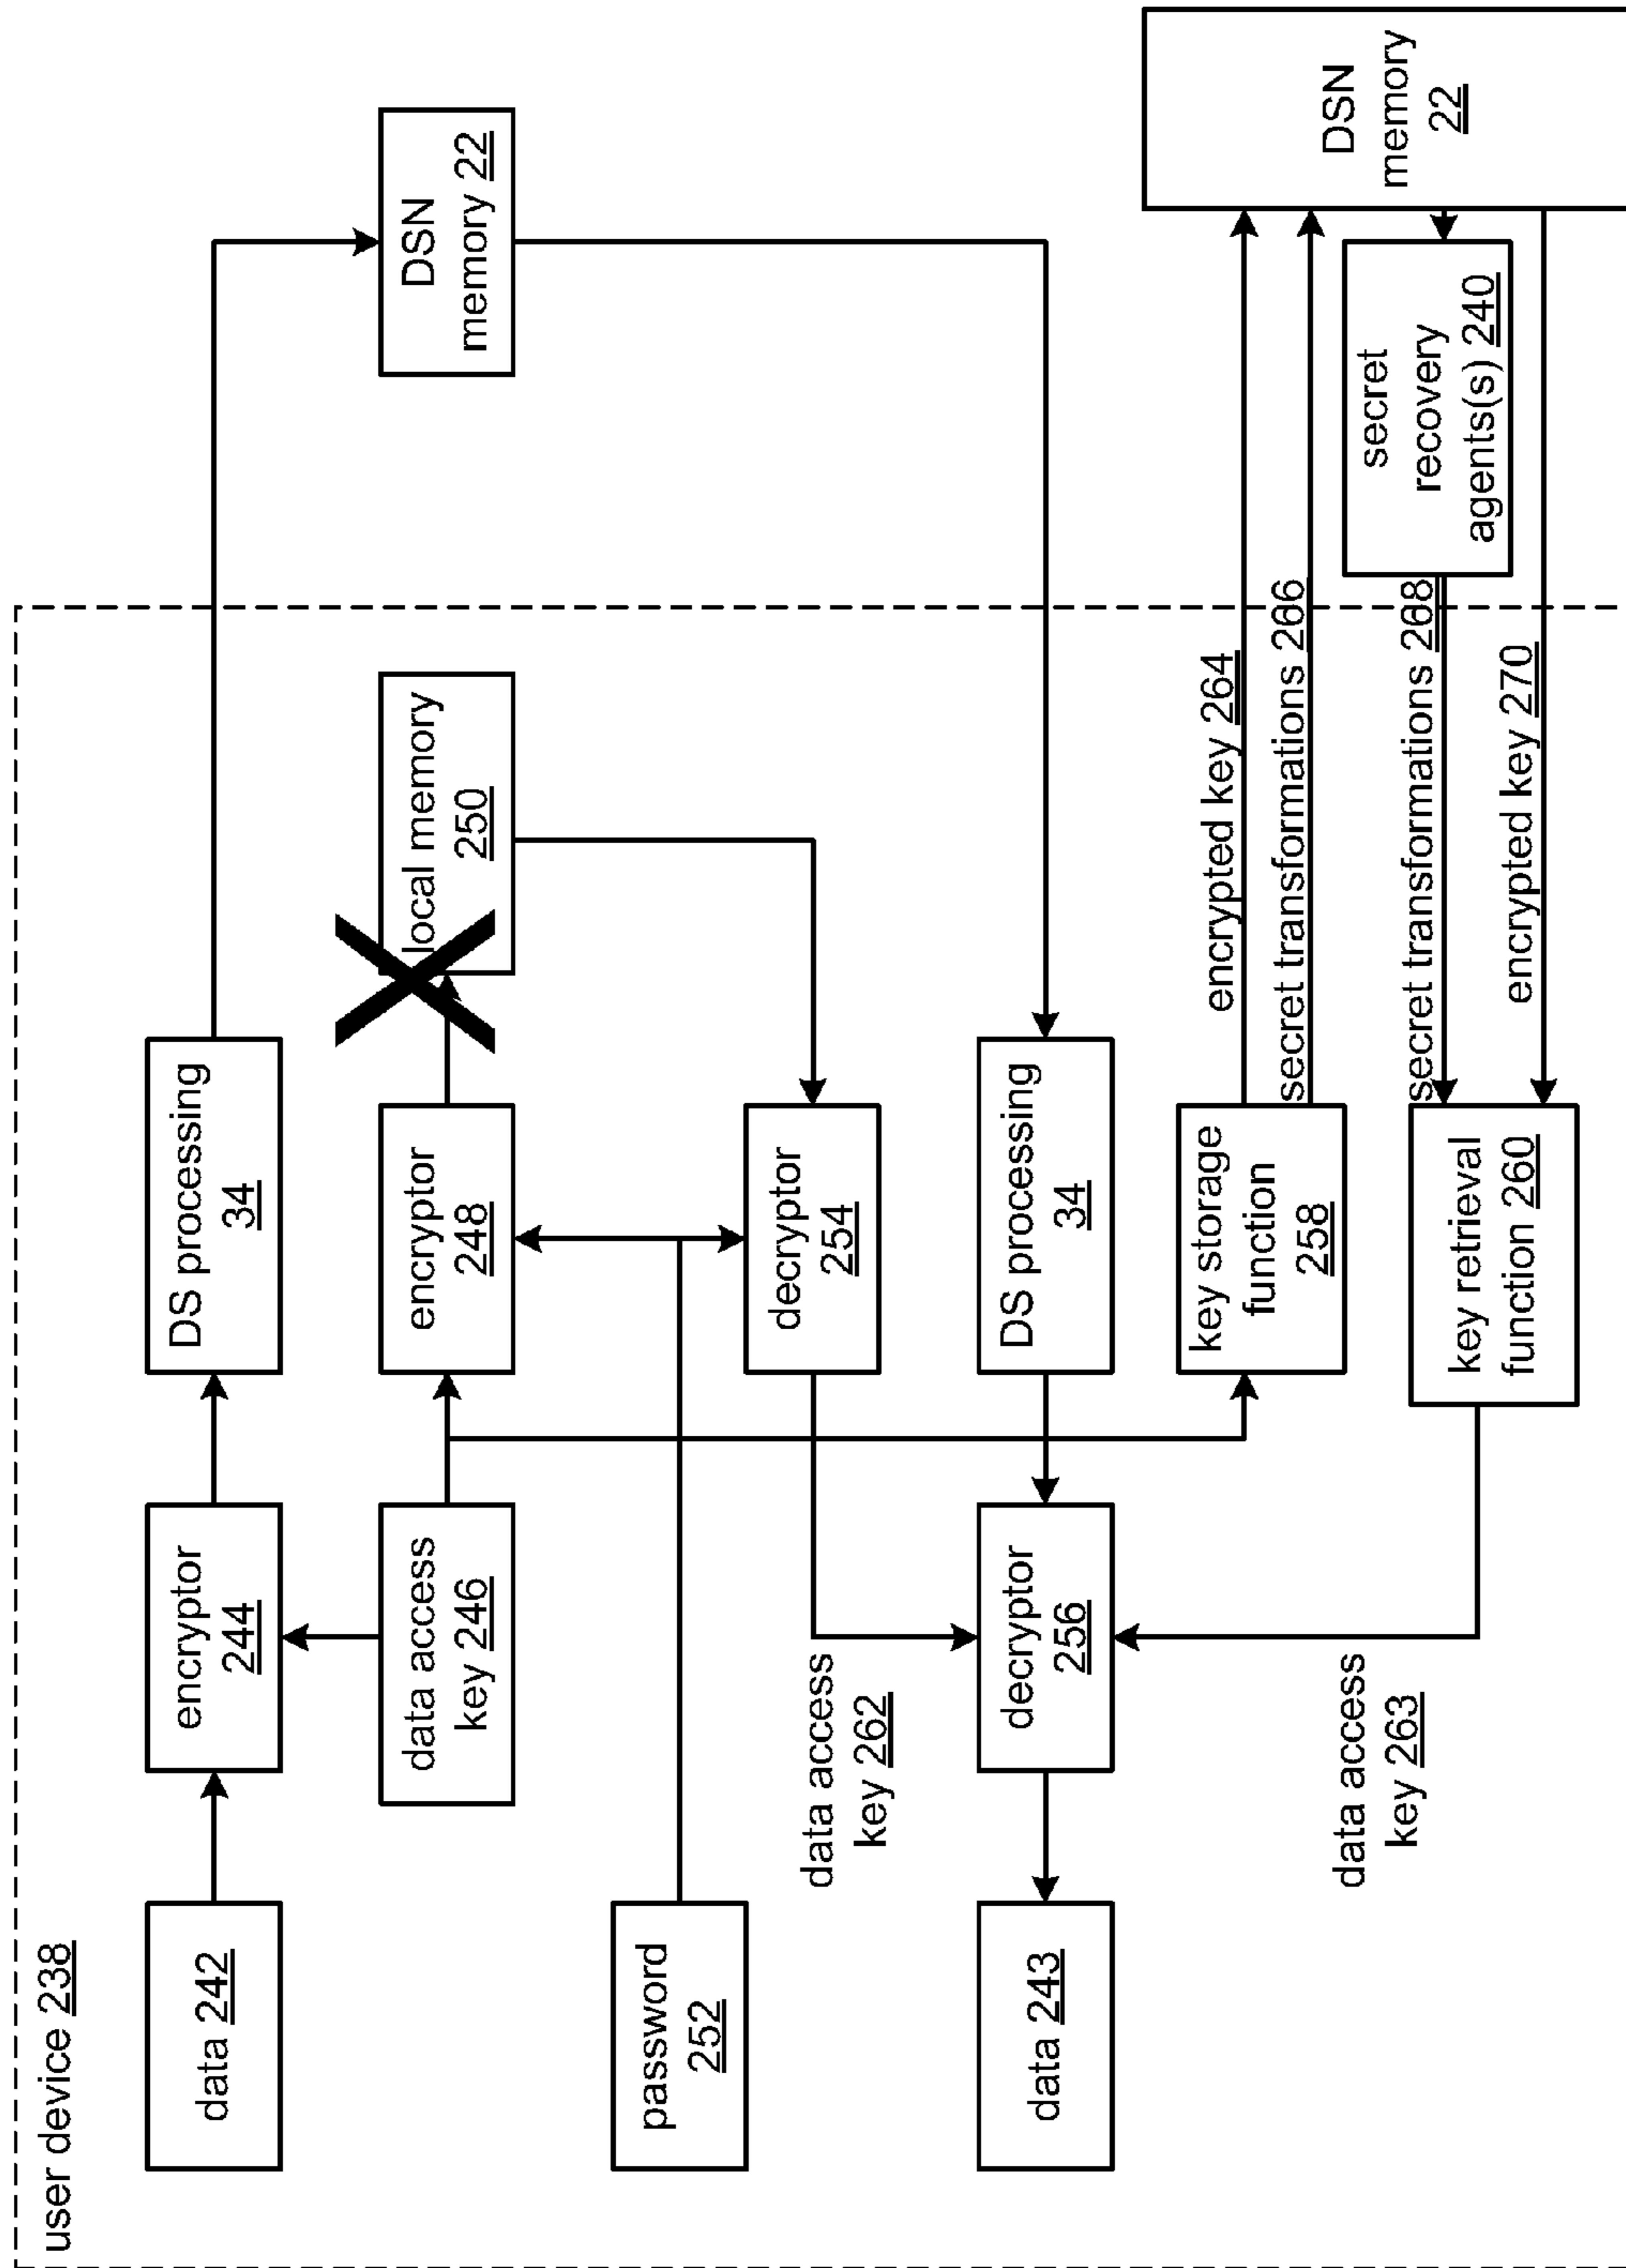 user device 238
data 242
encryptor
244
DS processing
34
DSN
memory 22
data access
key 246
encryptor
248
local memory
250
password
252
decryptor
254
data access
key 262
data 243
decryptor
256
DS processing
34
data access
key 263
key storage
function
258
encrypted key 264
secret transformations 266
key retrieval
function 260
secret transformations 268
encrypted key 270
secret
recovery
agents(s) 240
DSN
memory
22